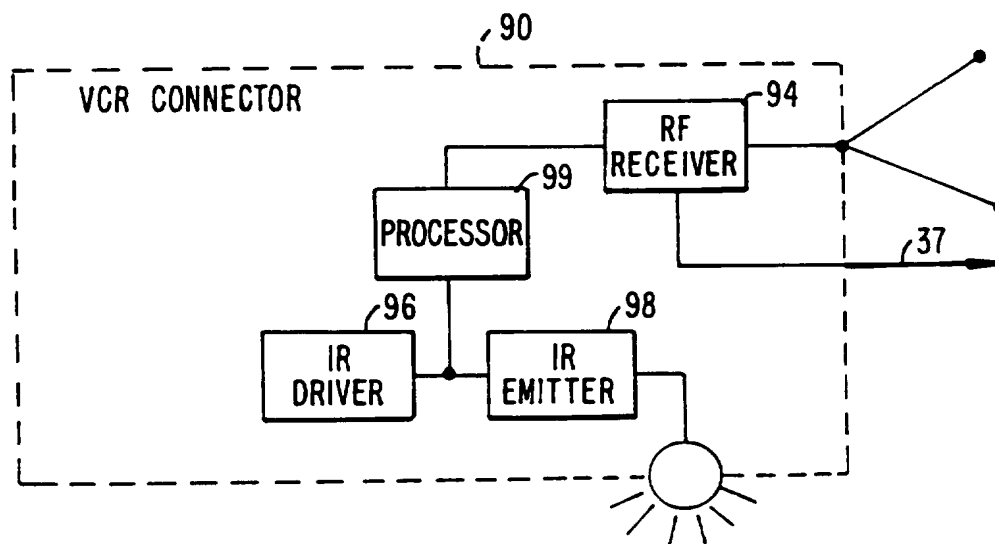 90
VCR CONNECTOR
94
RF
RECEIVER
99
PROCESSOR
37
96
98
IR
DRIVER
IR
EMITTER